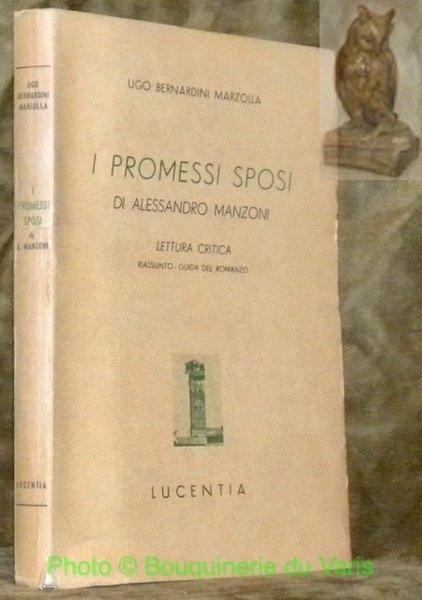 UGO
BERNARDINI
MARZOLLA
I
PROMESSI
SPOSI
di
A. MANZONI
LUCENTIA
UGO BERNARDINI MARZOLLA
I PROMESSI SPOSI
DI ALESSANDRO MANZONI
LETTURA CRITICA
RIASSUNTO - GUIDA DEL ROMANZO
LUCENTIA
Photo © Bouquinerie du Varis